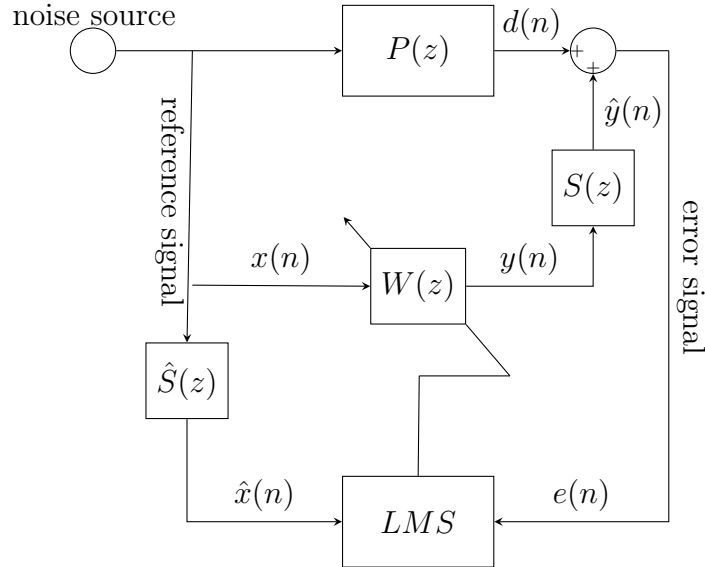 noise source
P(z)
d(n)
+
+
ŷ(n)
reference signal
S(z)
error signal
x(n)
W(z)
y(n)
Ŝ(z)
x̂(n)
LMS
e(n)